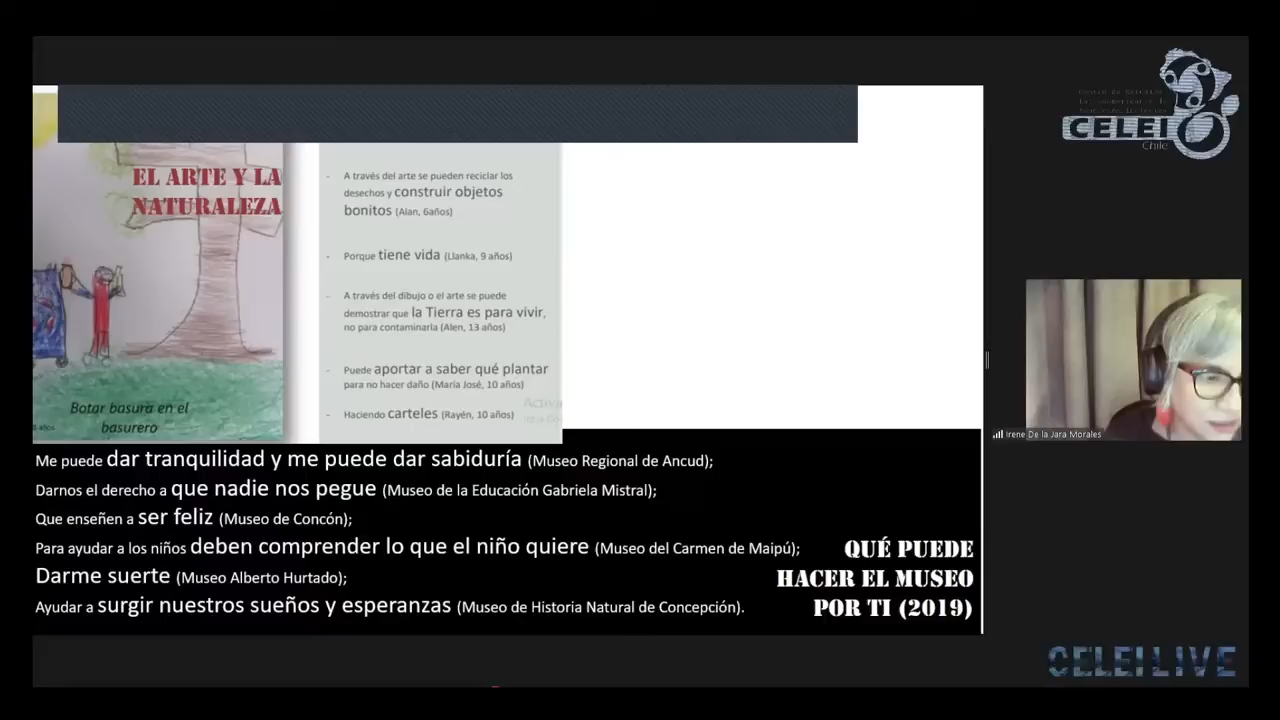 EL ARTE Y LA
NATURALEZA
Botar basura en el
basurero
- A través del arte se pueden reciclar los
desechos y construir objetos
bonitos (Alan, 6años)
- Porque tiene vida (Llanka, 9 años)
- A través del dibujo o el arte se puede
demostrar que la Tierra es para vivir,
no para contaminarla (Alen, 13 años)
- Puede aportar a saber qué plantar
para no hacer daño (María José, 10 años)
- Haciendo carteles (Rayén, 10 años)
Me puede dar tranquilidad y me puede dar sabiduría (Museo Regional de Ancud);
Darnos el derecho a que nadie nos pegue (Museo de la Educación Gabriela Mistral);
Que enseñen a ser feliz (Museo de Concón);
Para ayudar a los niños deben comprender lo que el niño quiere (Museo del Carmen de Maipú);
Darme suerte (Museo Alberto Hurtado);
Ayudar a surgir nuestros sueños y esperanzas (Museo de Historia Natural de Concepción).
QUÉ PUEDE
HACER EL MUSEO
POR TI (2019)
CELEI
Chile
Irene De la Jara Morales
CELEI LIVE